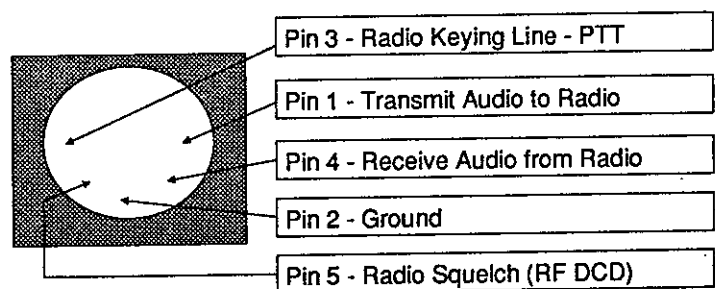 Pin 3 - Radio Keying Line - PTT
Pin 1 - Transmit Audio to Radio
Pin 4 - Receive Audio from Radio
Pin 2 - Ground
Pin 5 - Radio Squelch (RF DCD)